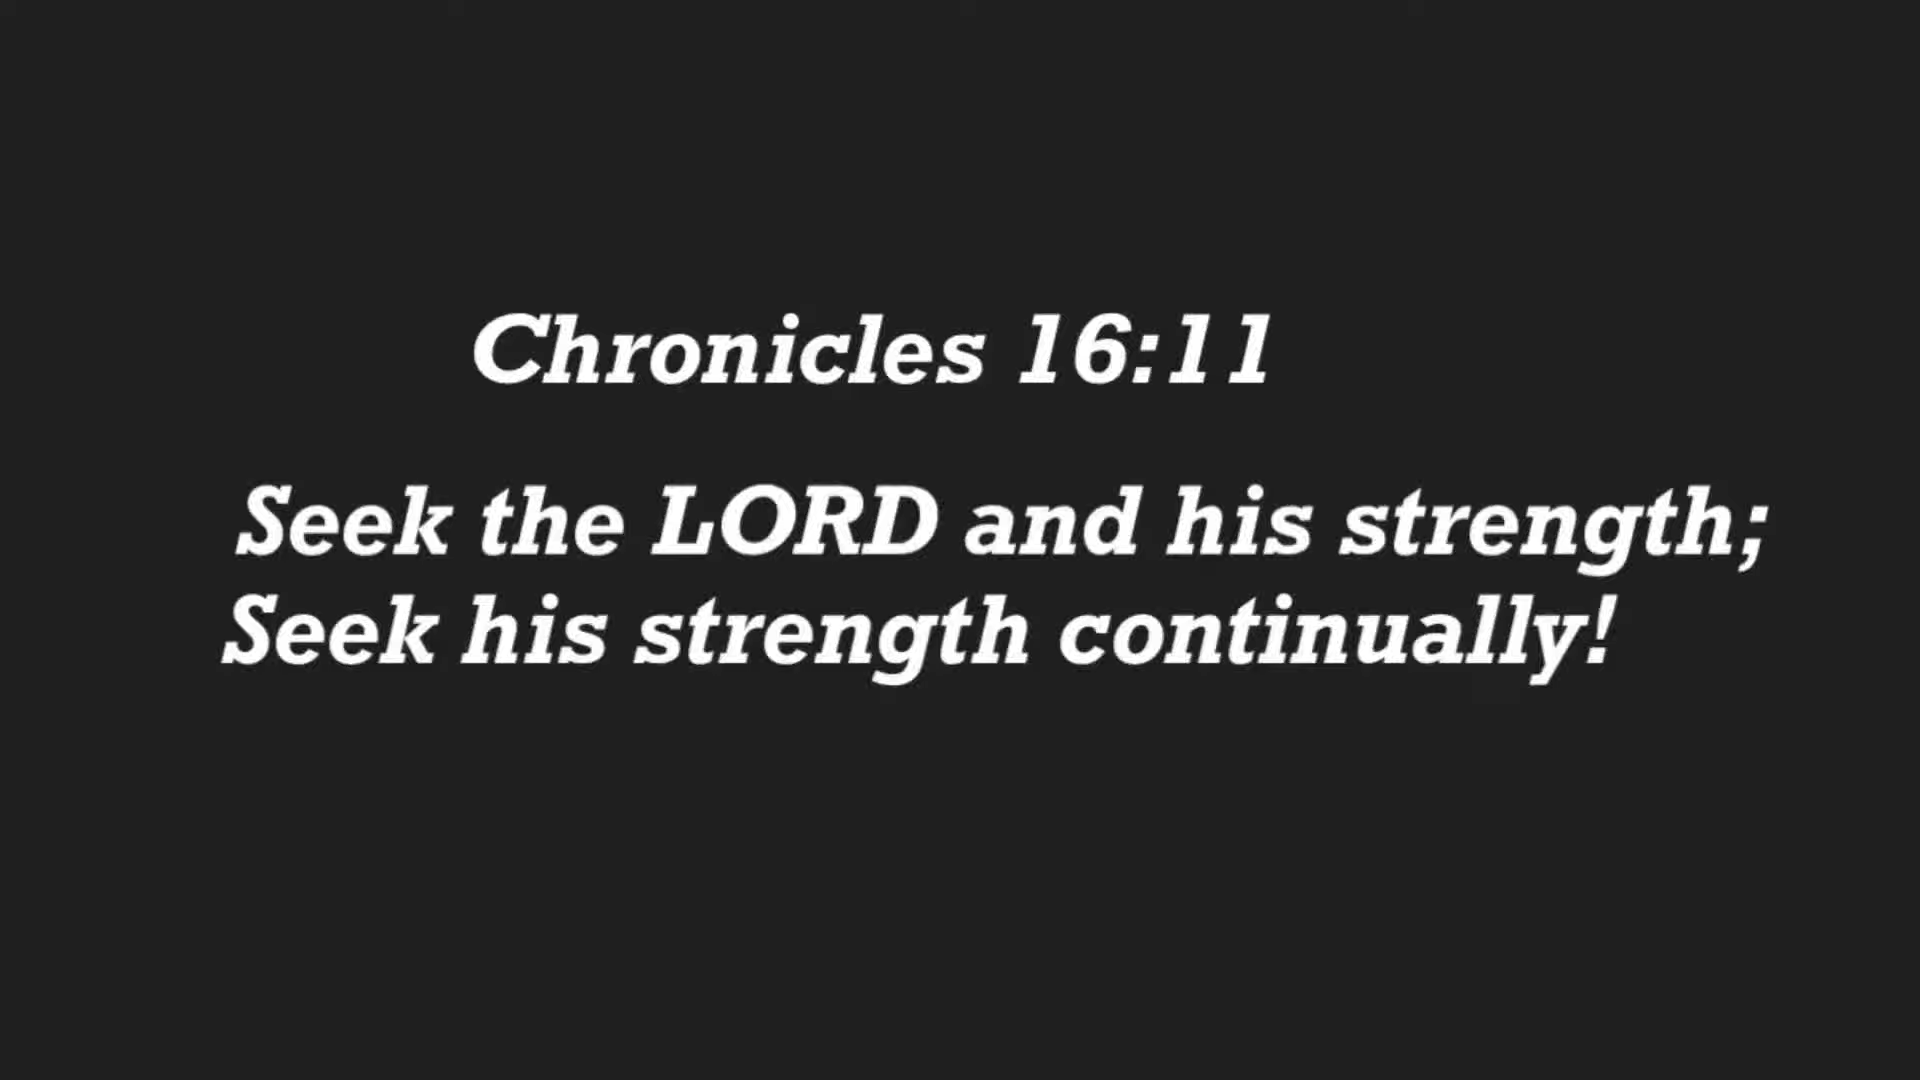 Chronicles 16:11
Seek the LORD and his strength;
Seek his strength continually!